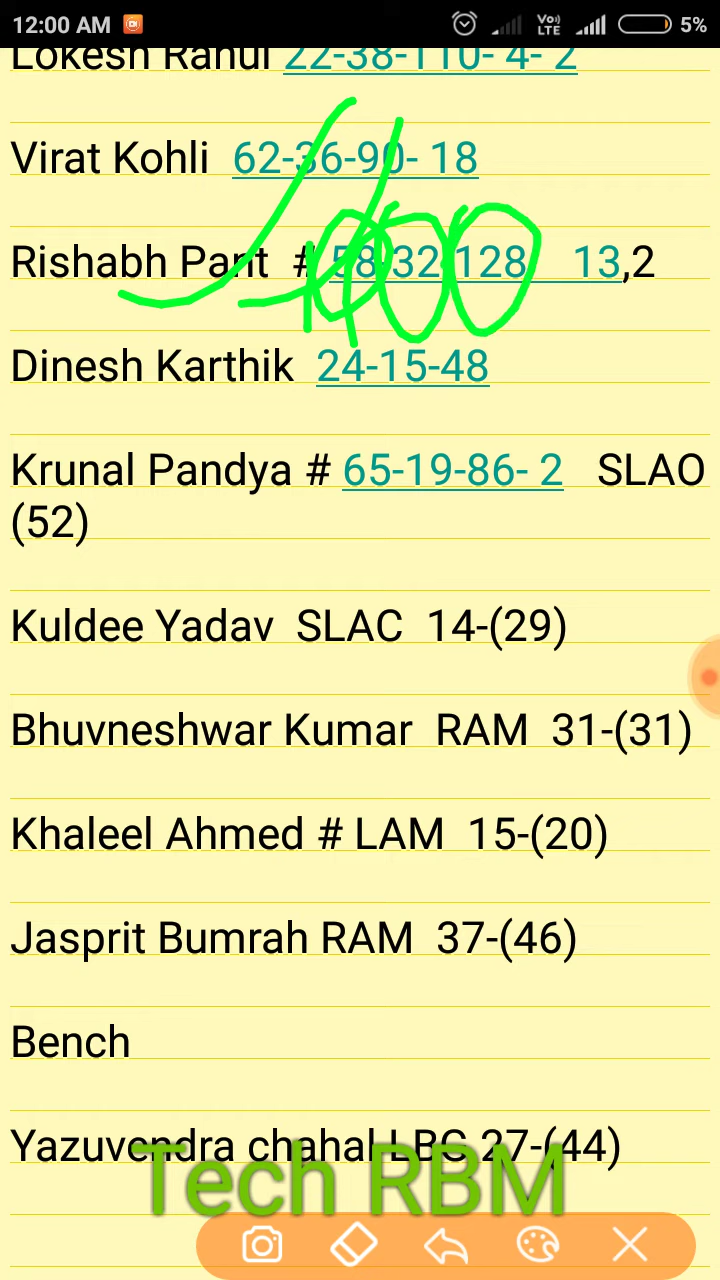 12:00 AM VoLTE 5%
Lokesh Rahul 22-38-110- 4- 2
Virat Kohli 62-36-90- 18
Rishabh Pant # 58-32-128 13,2
Dinesh Karthik 24-15-48
Krunal Pandya # 65-19-86- 2 SLAO
(52)
Kuldee Yadav SLAC 14-(29)
Bhuvneshwar Kumar RAM 31-(31)
Khaleel Ahmed # LAM 15-(20)
Jasprit Bumrah RAM 37-(46)
Bench
Yazuvendra chahal LBG 27-(44)
Tech RBM